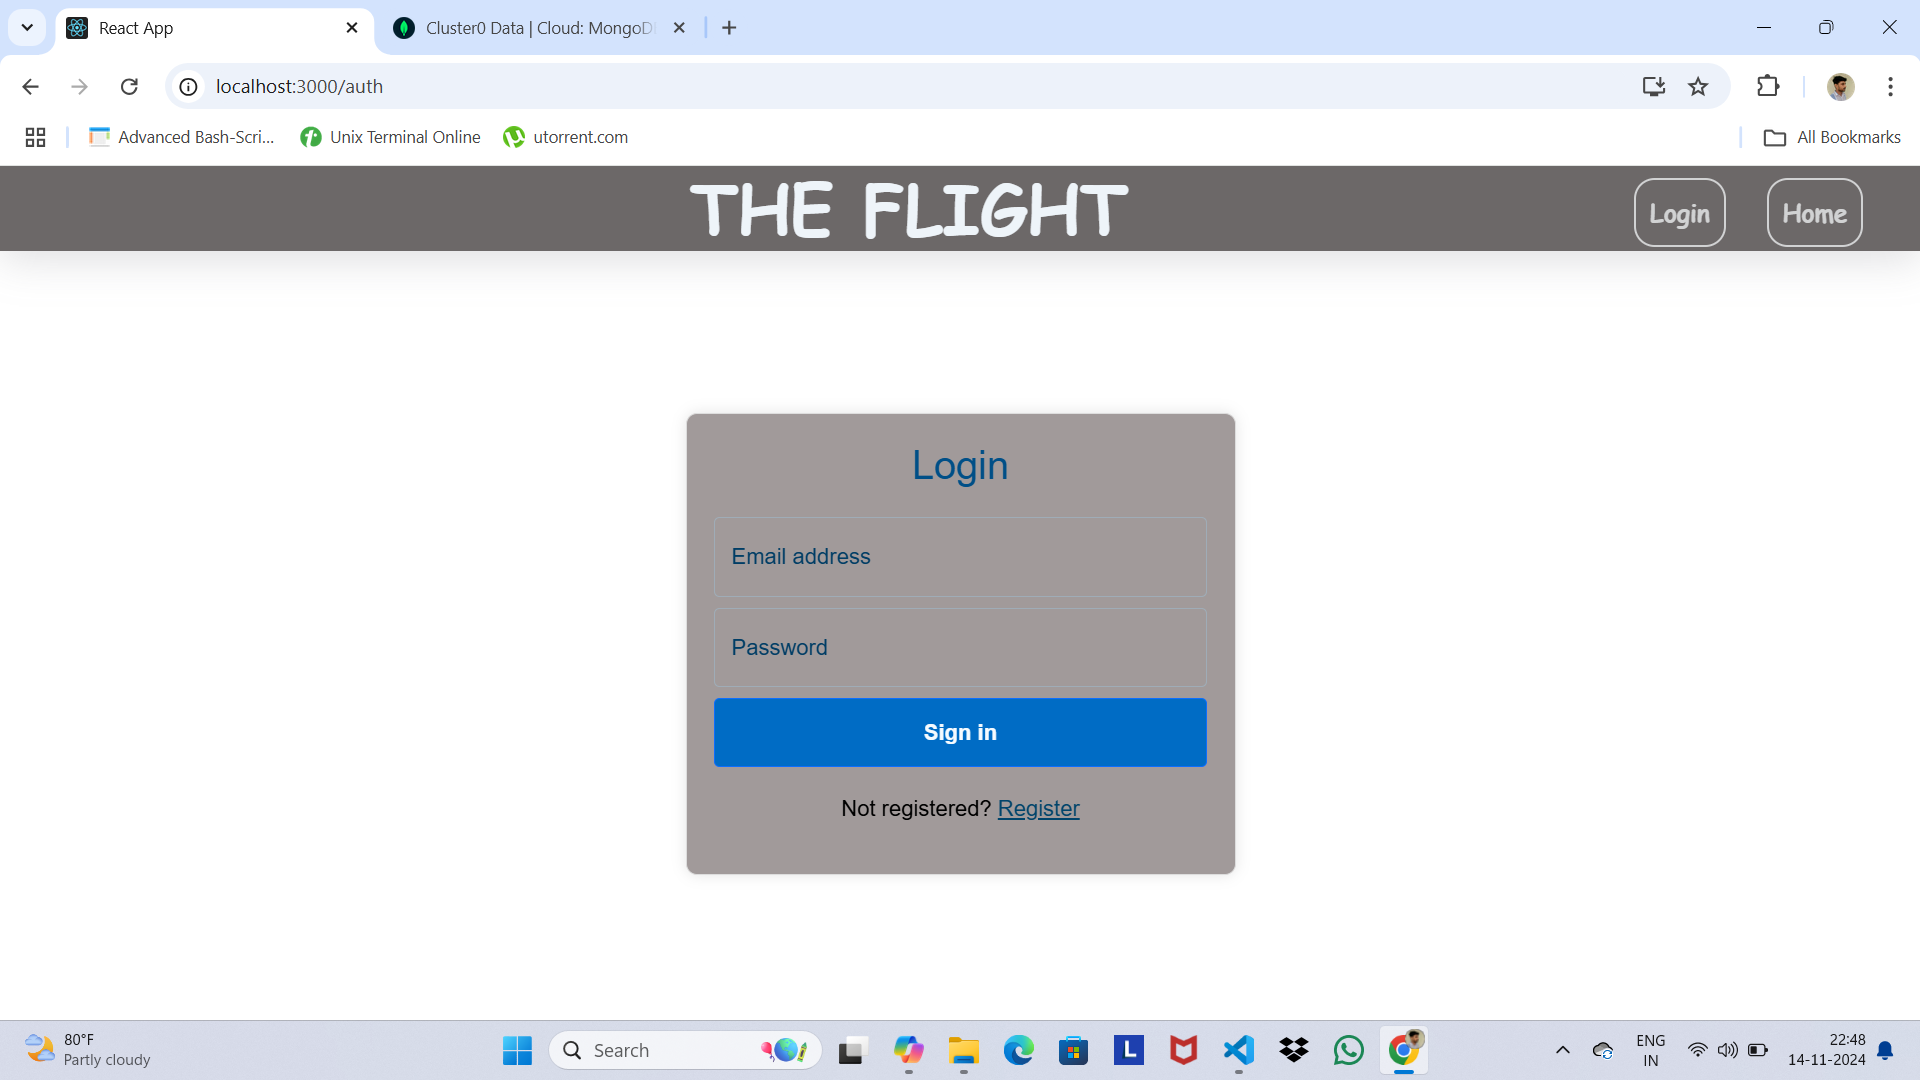 React App
Cluster0 Data | Cloud: MongoD
localhost:3000/auth
Advanced Bash-Scri...
Unix Terminal Online
utorrent.com
All Bookmarks
THE FLIGHT
Login
Home
Login
Email address
Password
Sign in
Not registered? Register
80°F
Partly cloudy
Search
L
ENG
IN
22:48
14-11-2024